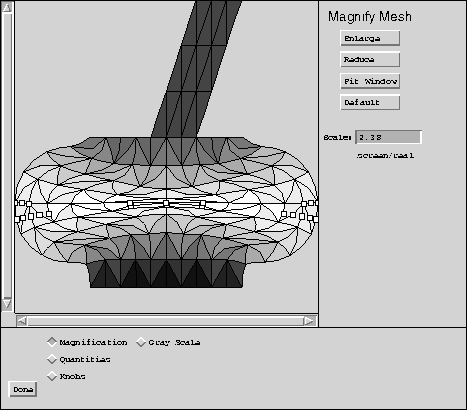 Magnify Mesh
Enlarge
Reduce
Fit Window
Default
Scale: 2.38
screen/real
Magnification Gray Scale
Quantities
Knobs
Done